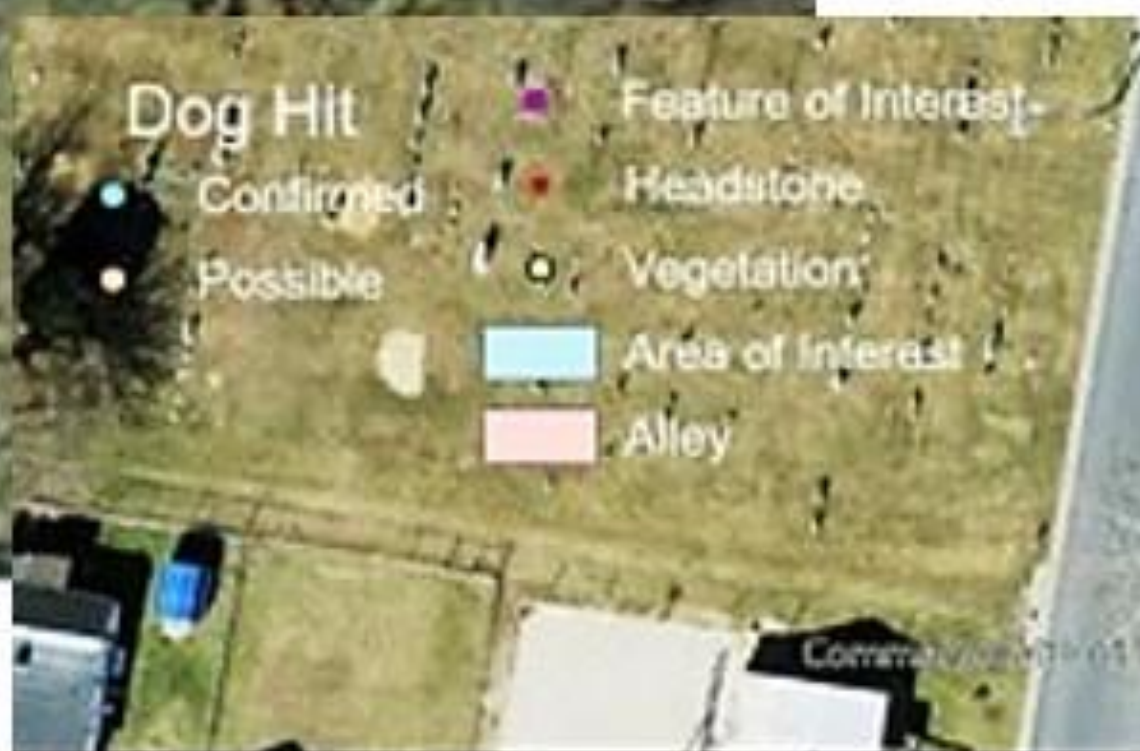 Dog Hit
Confirmed
Possible
Feature of Interest
Headstone
Vegetation
Area of Interest
Alley